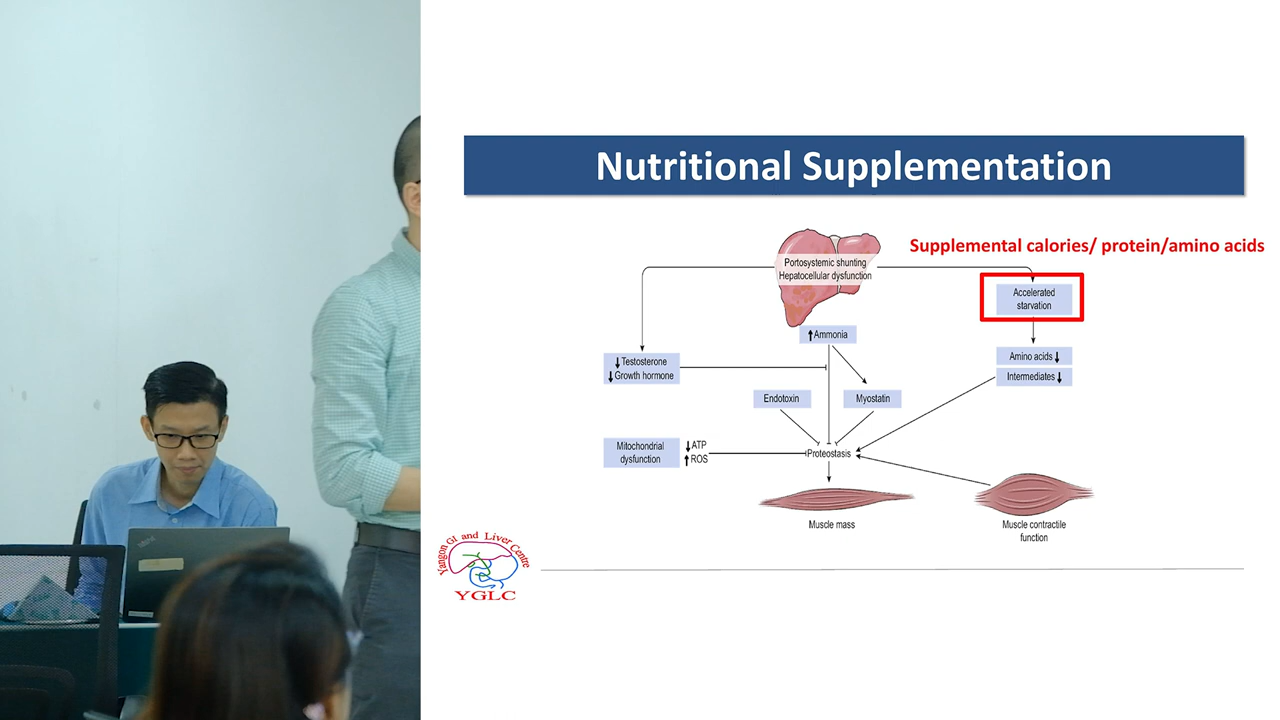 Nutritional Supplementation
Supplemental calories/ protein/amino acids
Portosystemic shunting
Hepatocellular dysfunction
Accelerated
starvation
↑Ammonia
↓Testosterone
↓Growth hormone
Amino acids↓
Intermediates↓
Endotoxin
Myostatin
Mitochondrial
dysfunction
↓ATP
↑ROS
Proteostasis
Muscle mass
Muscle contractile
function
Yangon GI and Liver Centre
YGLC
ThinkPad